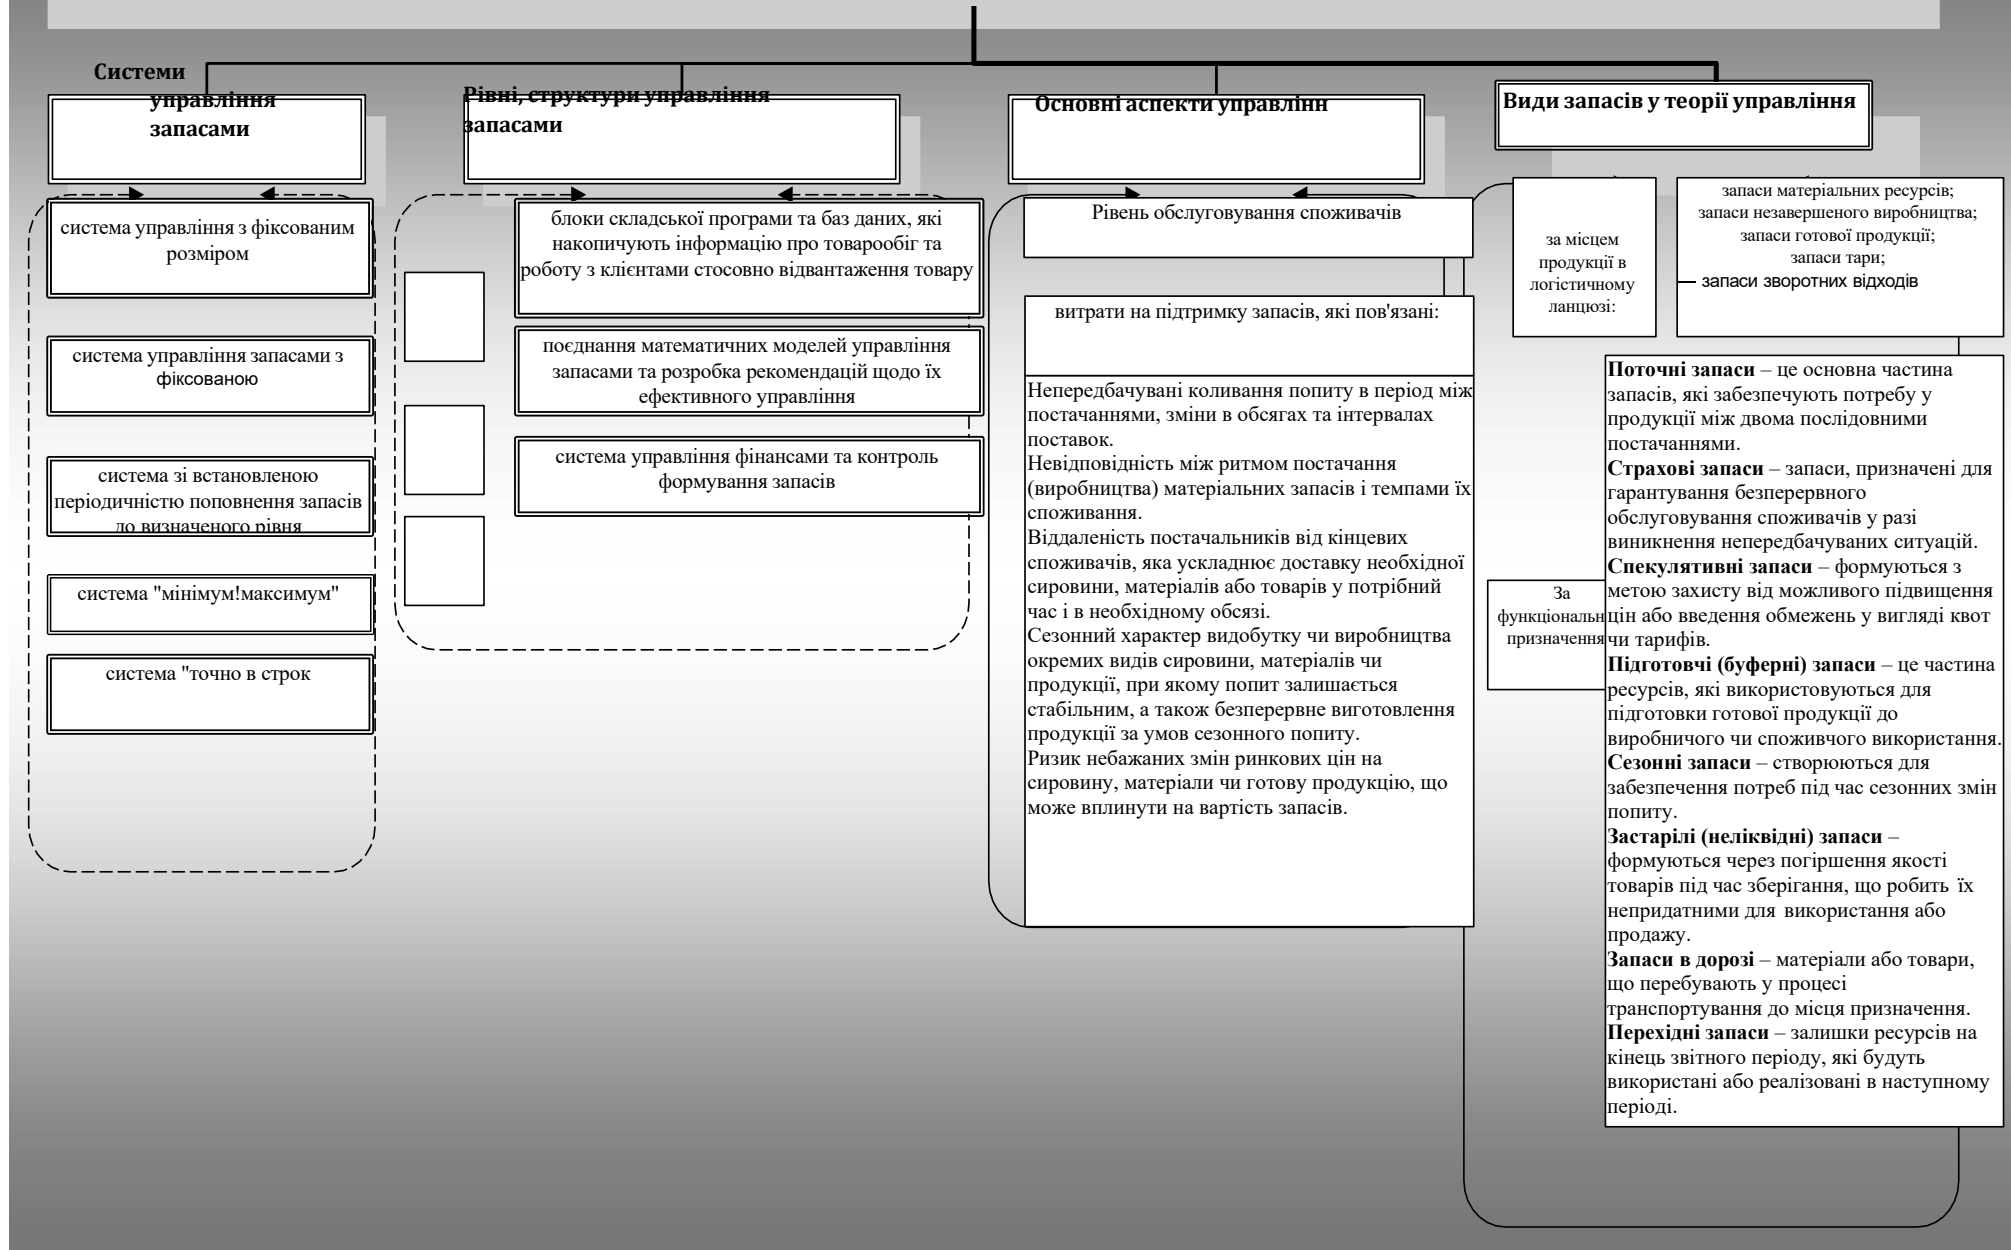 Системи
управління
запасами
система управління з фіксованим
розміром
система управління запасами з
фіксованою
система зі встановленою
періодичністю поповнення запасів
до визначеного рівня
система "мінімум!максимум"
система "точно в строк
Рівні, структури управління
запасами
блоки складської програми та баз даних, які
накопичують інформацію про товарообіг та
роботу з клієнтами стосовно відвантаження товару
поєднання математичних моделей управління
запасами та розробка рекомендацій щодо їх
ефективного управління
система управління фінансами та контроль
формування запасів
Основні аспекти управлінн
Рівень обслуговування споживачів
витрати на підтримку запасів, які пов'язані:
Непередбачувані коливання попиту в період між
постачаннями, зміни в обсягах та інтервалах
поставок.
Невідповідність між ритмом постачання
(виробництва) матеріальних запасів і темпами їх
споживання.
Віддаленість постачальників від кінцевих
споживачів, яка ускладнює доставку необхідної
сировини, матеріалів або товарів у потрібний
час і в необхідному обсязі.
Сезонний характер видобутку чи виробництва
окремих видів сировини, матеріалів чи
продукції, при якому попит залишається
стабільним, а також безперервне виготовлення
продукції за умов сезонного попиту.
Ризик небажаних змін ринкових цін на
сировину, матеріали чи готову продукцію, що
може вплинути на вартість запасів.
Види запасів у теорії управління
за місцем
продукції в
логістичному
ланцюзі:
запаси матеріальних ресурсів;
запаси незавершеного виробництва;
запаси готової продукції;
запаси тари;
запаси зворотних відходів
За
функціональн
призначення
Поточні запаси – це основна частина
запасів, які забезпечують потребу у
продукції між двома послідовними
постачаннями.
Страхові запаси – запаси, призначені для
гарантування безперервного
обслуговування споживачів у разі
виникнення непередбачуваних ситуацій.
Спекулятивні запаси – формуються з
метою захисту від можливого підвищення
цін або введення обмежень у вигляді квот
чи тарифів.
Підготовчі (буферні) запаси – це частина
ресурсів, які використовуються для
підготовки готової продукції до
виробничого чи споживчого використання.
Сезонні запаси – створюються для
забезпечення потреб під час сезонних змін
попиту.
Застарілі (неліквідні) запаси –
формуються через погіршення якості
товарів під час зберігання, що робить їх
непридатними для використання або
продажу.
Запаси в дорозі – матеріали або товари,
що перебувають у процесі
транспортування до місця призначення.
Перехідні запаси – залишки ресурсів на
кінець звітного періоду, які будуть
використані або реалізовані в наступному
періоді.